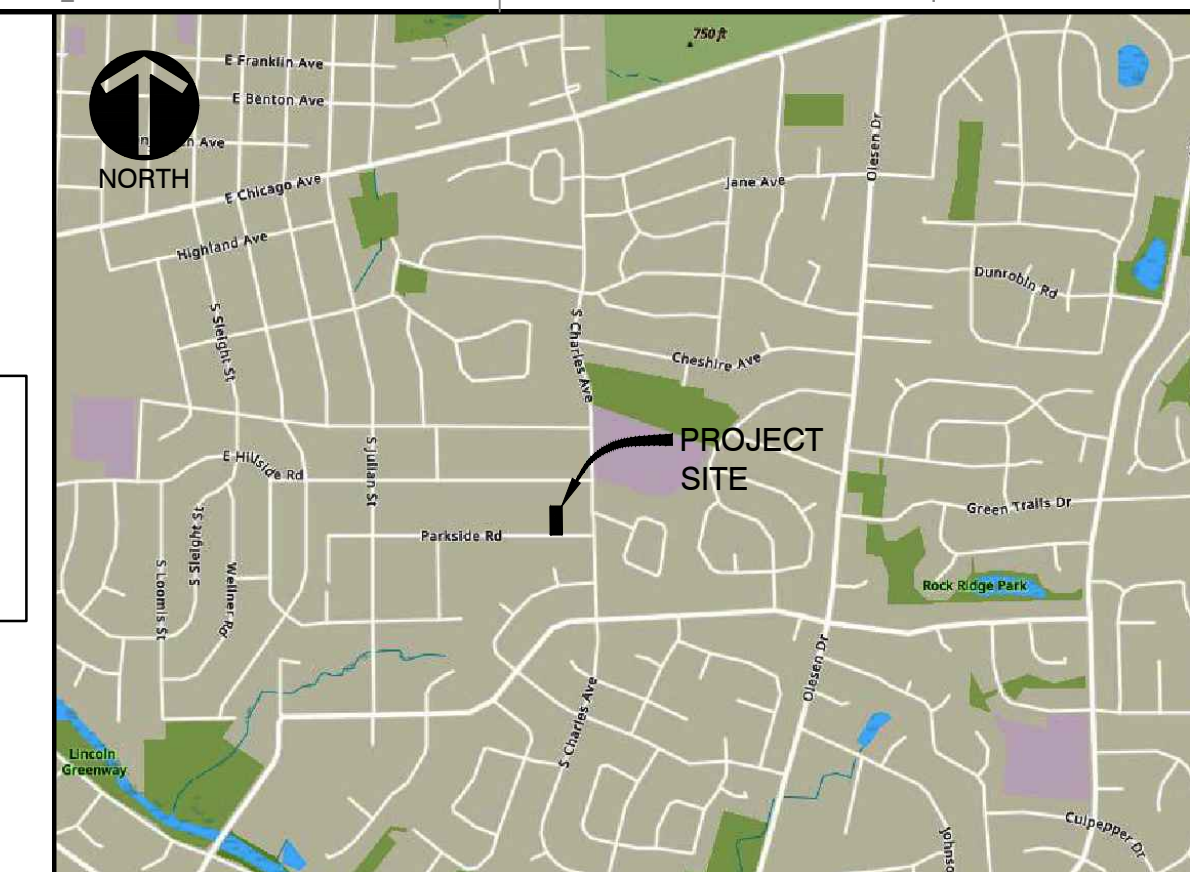 750 ft
E Franklin Ave
E Benton Ave
Ave
NORTH
E Chicago Ave
Olesen Dr
Jane Ave
Highland Ave
Dunrobin Rd
S Sleight St
S Charles Ave
Cheshire Ave
PROJECT
SITE
S Julian St
E Hillside Rd
Green Trails Dr
S Sleight St
Parkside Rd
S Loomis St
Wellner Rd
Rock Ridge Park
Olesen Dr
S Charles Ave
Lincoln
Greenway
Culpepper Dr
Johnso